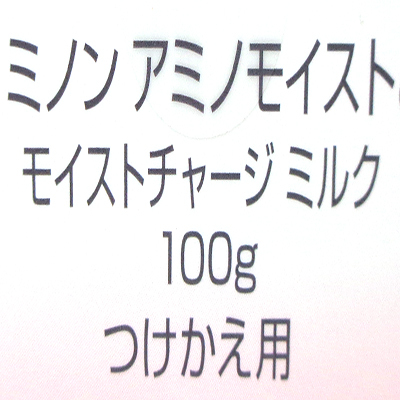 ミノン アミノモイスト
モイストチャージ ミルク
100g
つけかえ用